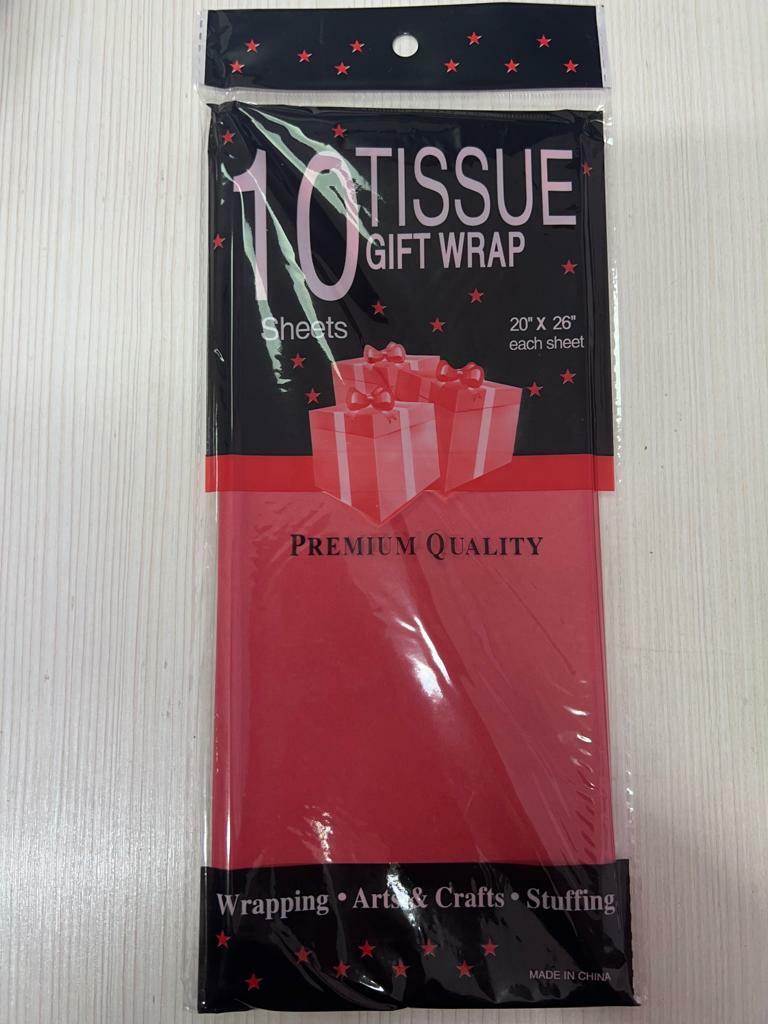 10 TISSUE
GIFT WRAP
Sheets
20" X 26"
each sheet
PREMIUM QUALITY
Wrapping • Arts & Crafts • Stuffing
MADE IN CHINA